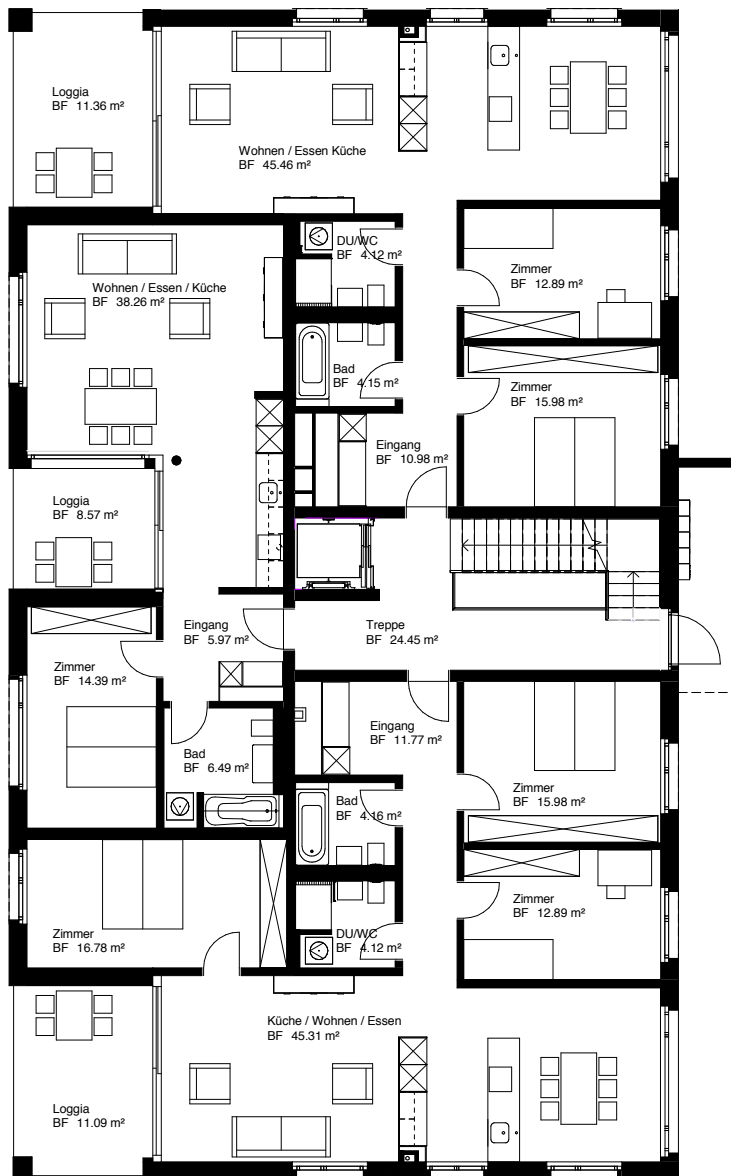 Loggia
BF 11.36 m²
Wohnen / Essen Küche
BF 45.46 m²
DU/WC
BF 4.12 m²
Zimmer
BF 12.89 m²
Wohnen / Essen / Küche
BF 38.26 m²
Bad
BF 4.15 m²
Zimmer
BF 15.98 m²
Eingang
BF 10.98 m²
Loggia
BF 8.57 m²
Eingang
BF 5.97 m²
Treppe
BF 24.45 m²
Zimmer
BF 14.39 m²
Eingang
BF 11.77 m²
Bad
BF 6.49 m²
Zimmer
BF 15.98 m²
Bad
BF 4.16 m²
Zimmer
BF 12.89 m²
Zimmer
BF 16.78 m²
DU/WC
BF 4.12 m²
Küche / Wohnen / Essen
BF 45.31 m²
Loggia
BF 11.09 m²